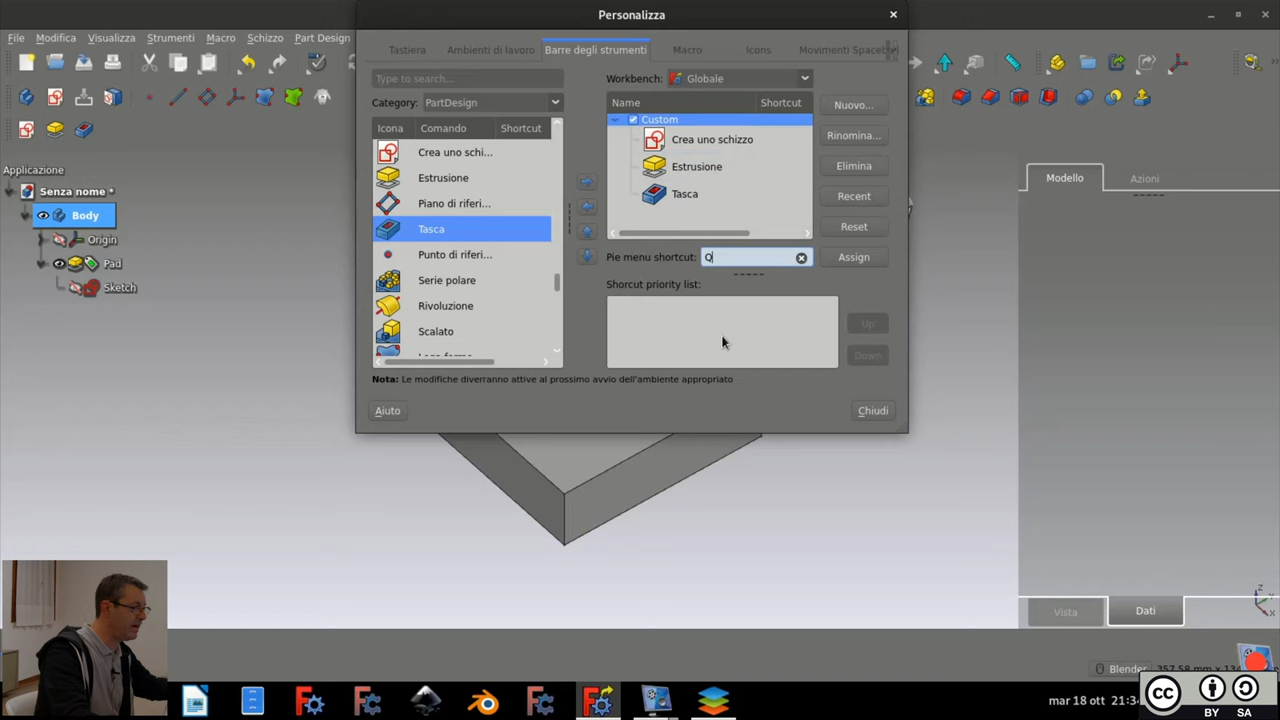 Personalizza
File Modifica Visualizza Strumenti Macro Schizzo Part Design
Tastiera Ambienti di lavoro Barre degli strumenti Macro Icons Movimenti
Type to search... Workbench: Globale
Category: PartDesign
Name Shortcut
Nuovo...
Icona Comando Shortcut
Custom
Crea uno schi... Crea uno schizzo
Rinomina...
Estrusione Estrusione
Elimina
Piano di riferi... Tasca
Recent
Tasca
Reset
Punto di riferi... Pie menu shortcut: Q
Assign
Serie polare
Shorcut priority list:
Rivoluzione
Up
Scalato
Down
Nota: Le modifiche diverranno attive al prossimo avvio dell'ambiente appropriato
Aiuto Chiudi
Applicazione
Senza nome *
Body
Origin
Pad
Sketch
Modello Azioni
Vista Dati
Z
X
Blender 357.58 mm x
mar 18 ott
cc
BY SA